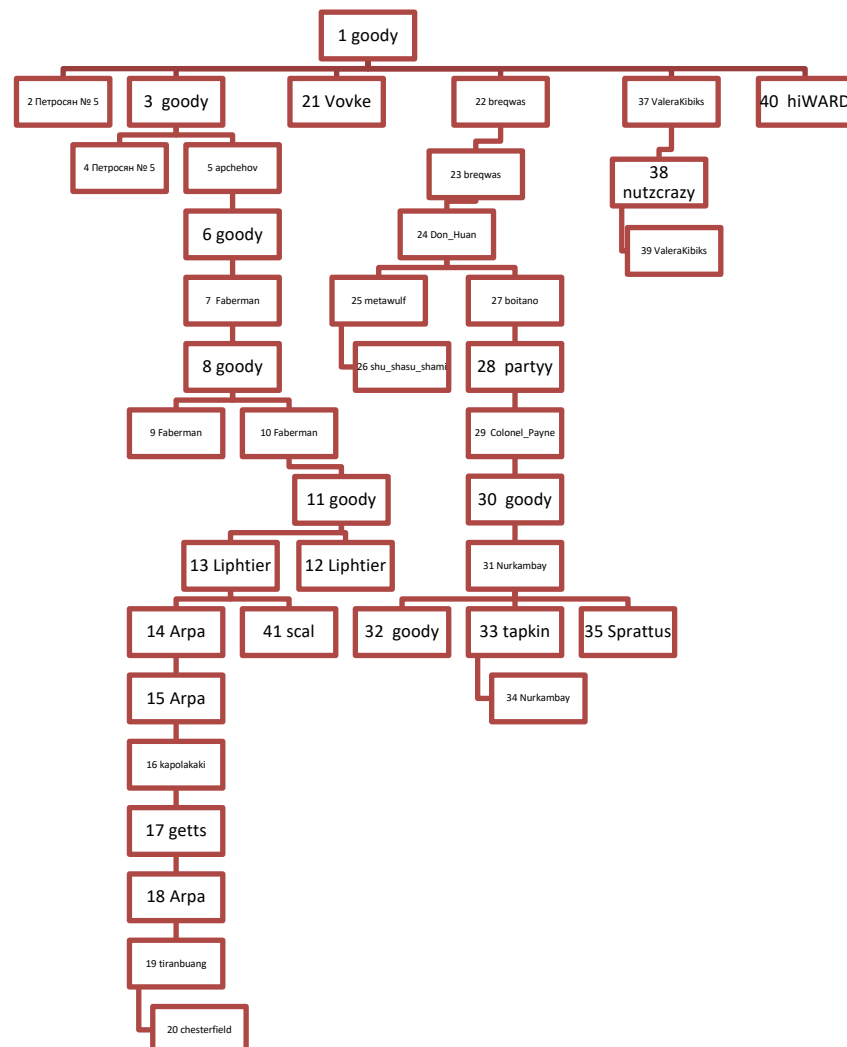 1 goody
2 Петросян № 5
3 goody
21 Vovke
22 breqwas
37 ValeraKibiks
40 hiWARD
4 Петросян № 5
5 apchehov
23 breqwas
38
nutzcrazy
6 goody
24 Don_Huan
39 ValeraKibiks
7 Faberman
25 metawulf
27 boitano
8 goody
26 shu_shasu_shami
28 partyy
9 Faberman
10 Faberman
29 Colonel_Payne
11 goody
30 goody
13 Liphtier
12 Liphtier
31 Nurkambay
14 Arpa
41 scal
32 goody
33 tapkin
35 Sprattus
15 Arpa
34 Nurkambay
16 kapolakaki
17 getts
18 Arpa
19 tiranbuang
20 chesterfield